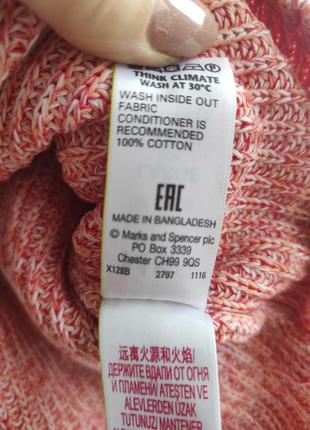 THINK CLIMATE
WASH AT 30°C
WASH INSIDE OUT
FABRIC
CONDITIONER IS
RECOMMENDED
100% COTTON
EAC
MADE IN BANGLADESH
© Marks and Spencer plc
PO Box 3339
Chester CH99 9QS
X128B 2797 1116
远离火源和火焰/
ДЕРЖИТЕ ВДАЛИ ОТ ОГНЯ
И ПЛАМЕНИ ATEŞTEN VE
ALEVLERDEN UZAK
TUTUNUZ/ MANTENER